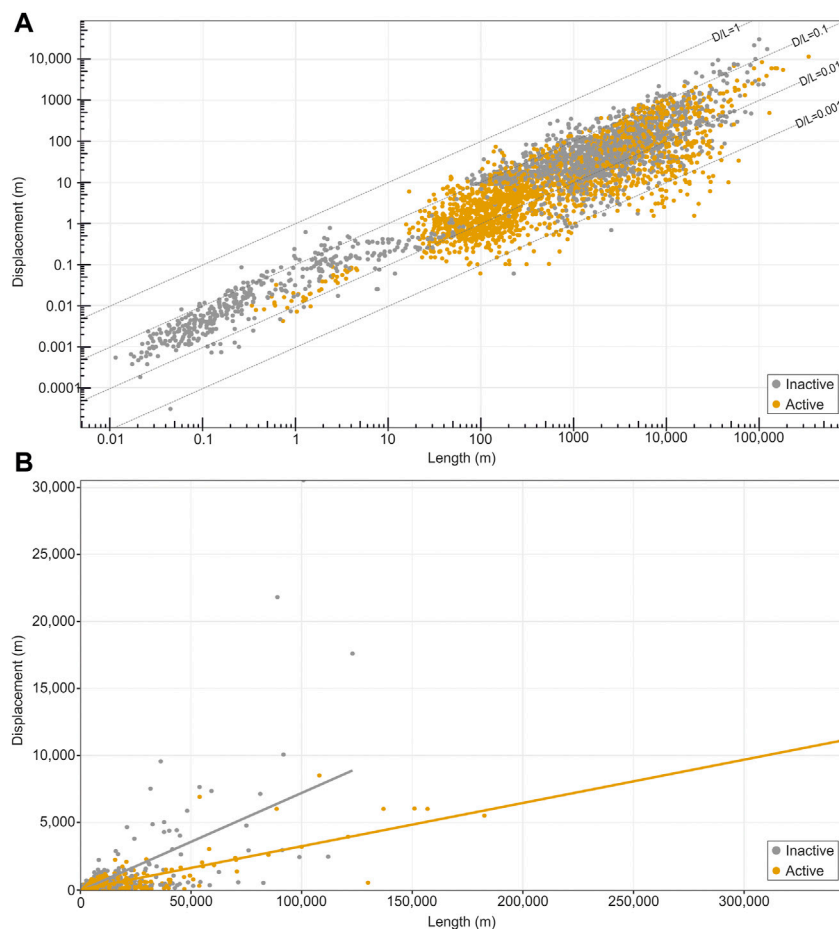 A
10,000
1000
100
10
1
0.1
0.01
0.001
0.0001
Displacement (m)
D/L=1
D/L=0.1
D/L=0.01
D/L=0.001
Inactive
Active
0.01 0.1 1 10 100 1000 10,000 100,000
Length (m)
B
30,000
25,000
20,000
15,000
10,000
5,000
0
Displacement (m)
Inactive
Active
0 50,000 100,000 150,000 200,000 250,000 300,000
Length (m)